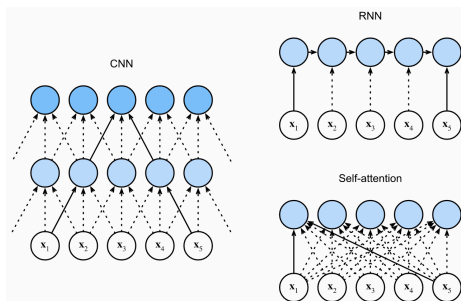 CNN
x₁ x₂ x₃ x₄ x₅
RNN
x₁ x₂ x₃ x₄ x₅
Self-attention
x₁ x₂ x₃ x₄ x₅